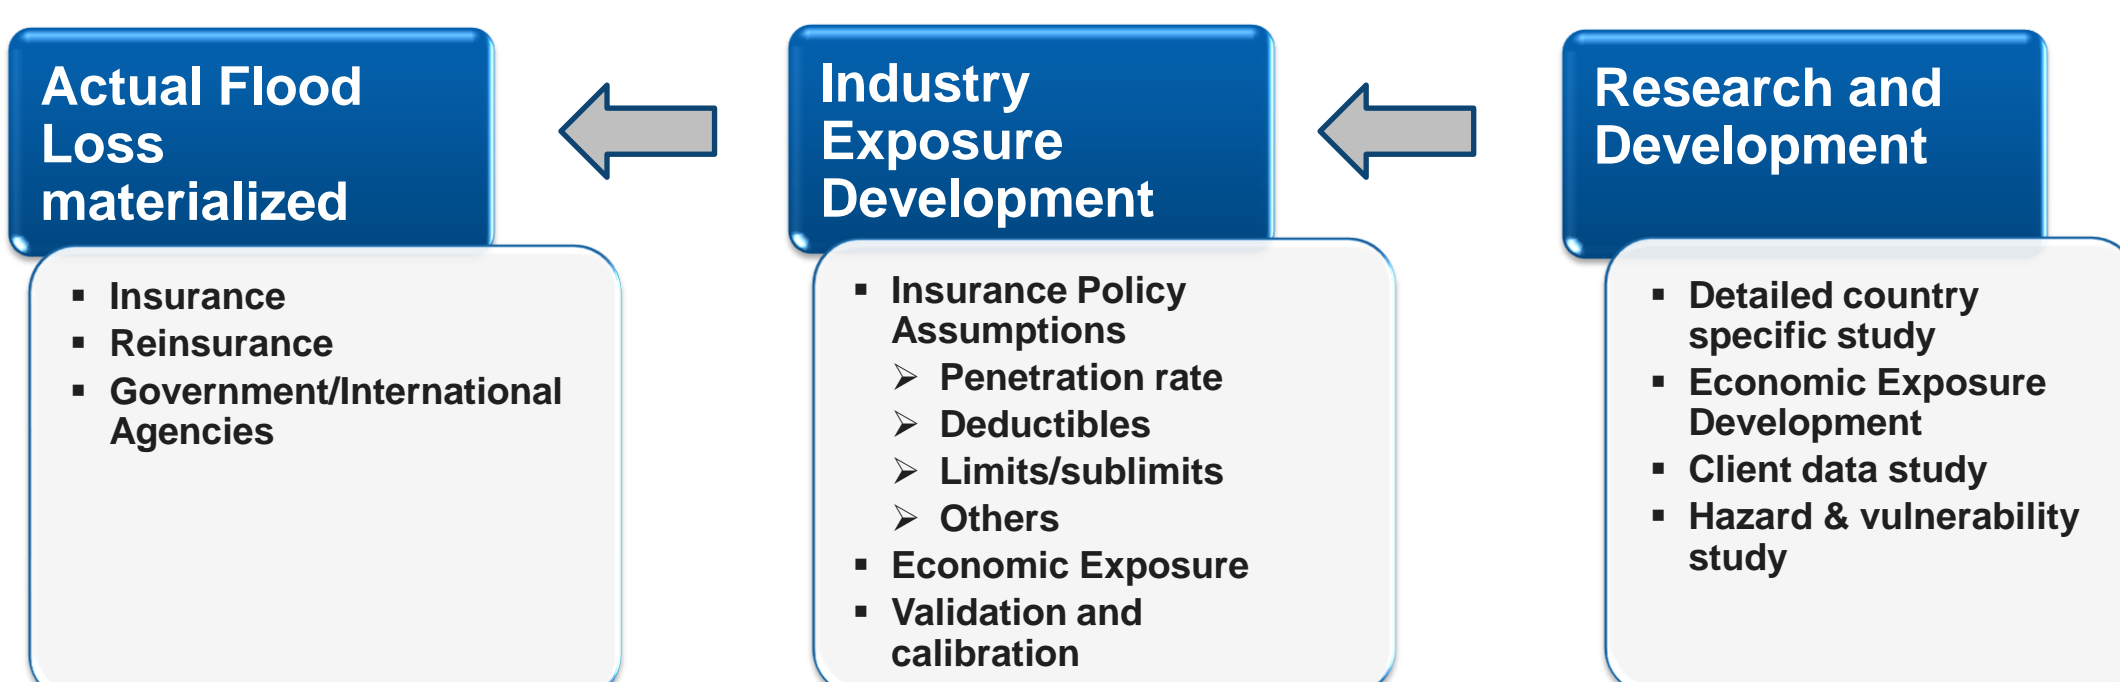 Actual Flood
Loss
materialized
Insurance
Reinsurance
Government/International
Agencies
Industry
Exposure
Development
Insurance Policy
Assumptions
Penetration rate
Deductibles
Limits/sublimits
Others
Economic Exposure
Validation and
calibration
Research and
Development
Detailed country
specific study
Economic Exposure
Development
Client data study
Hazard & vulnerability
study